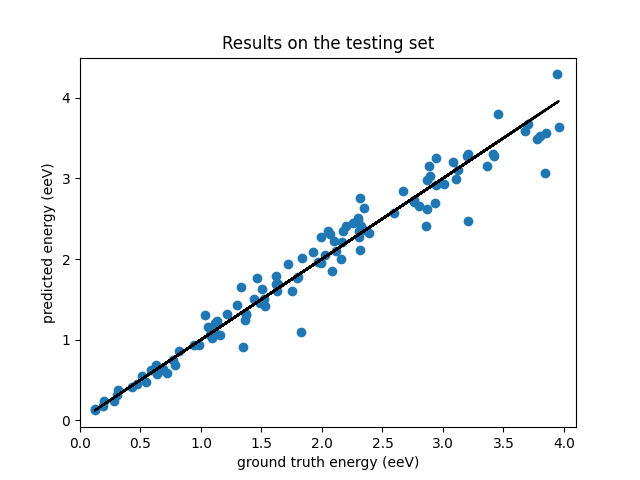 Results on the testing set
predicted energy (eeV)
4
3
2
1
0
0.0 0.5 1.0 1.5 2.0 2.5 3.0 3.5 4.0
ground truth energy (eeV)